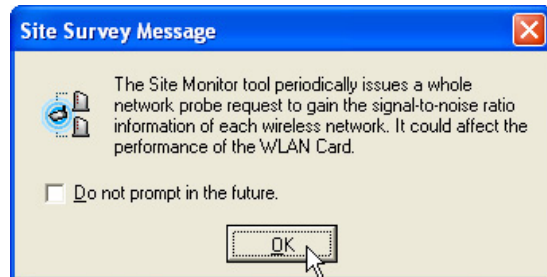 Site Survey Message
The Site Monitor tool periodically issues a whole
network probe request to gain the signal-to-noise ratio
information of each wireless network. It could affect the
performance of the WLAN Card.
Do not prompt in the future.
OK